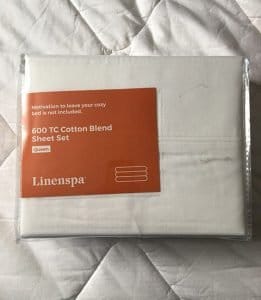 Motivation to leave your cozy
bed is not included.
600 TC Cotton Blend
Sheet Set
Queen
Linenspa